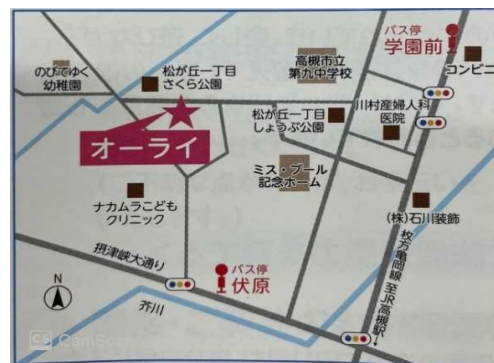 バス停
学園前
コンビニ
高槻市立
第九中学校
のびてゆく
幼稚園
松が丘一丁目
さくら公園
松が丘一丁目
しょうぶ公園
川村産婦人科
医院
オーライ
ミス・ブール
記念ホーム
ナカムラこども
クリニック
(株)石川装飾
摂津峡大通り
バス停
伏原
枚方亀岡線
至JR高槻駅
N
芥川
CS CamScanner